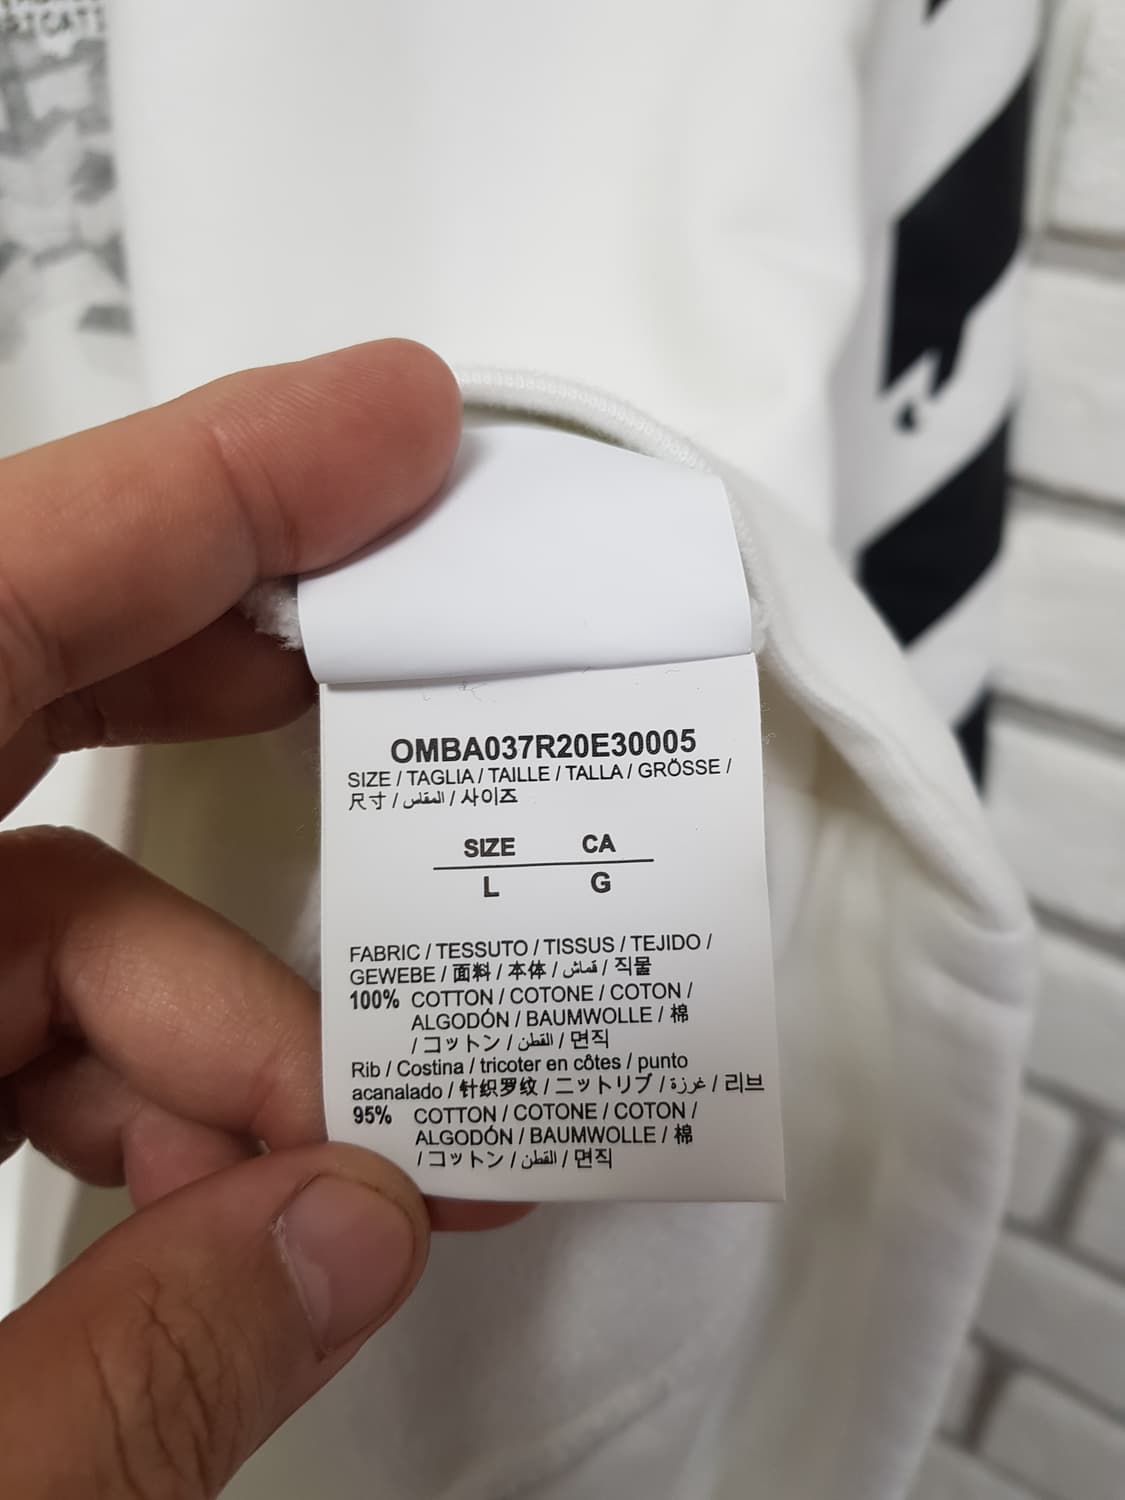 RICATI
OMBA037R20E30005
SIZE / TAGLIA / TAILLE / TALLA / GRÖSSE /
尺寸 / المقاس / 사이즈
SIZE CA
L G
FABRIC / TESSUTO / TISSUS / TEJIDO /
GEWEBE / 面料 / 本体 / قماش / 직물
100% COTTON / COTONE / COTON /
ALGODÓN / BAUMWOLLE / 棉
/ コットン / القطن / 면직
Rib / Costina / tricoter en côtes / punto
acanalado / 针织罗纹 / ニットリブ / غرزة / 리브
95% COTTON / COTONE / COTON /
ALGODÓN / BAUMWOLLE / 棉
/ コットン / القطن / 면직